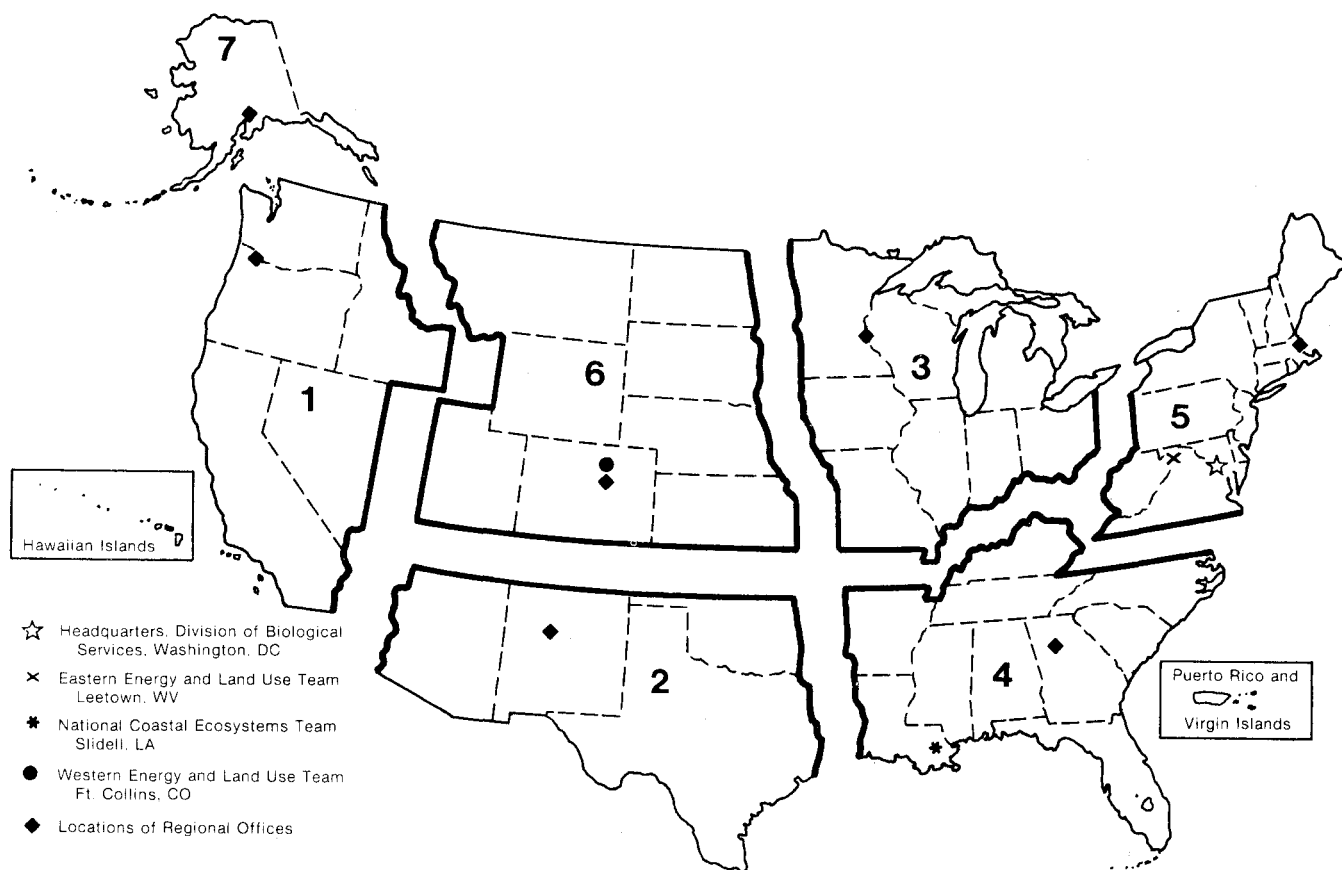 7
3
6
1
5
Hawaiian Islands
Headquarters, Division of Biological
Services, Washington, DC
Eastern Energy and Land Use Team
Leetown, WV
National Coastal Ecosystems Team
Slidell, LA
Western Energy and Land Use Team
Ft. Collins, CO
Locations of Regional Offices
2
4
Puerto Rico and
Virgin Islands